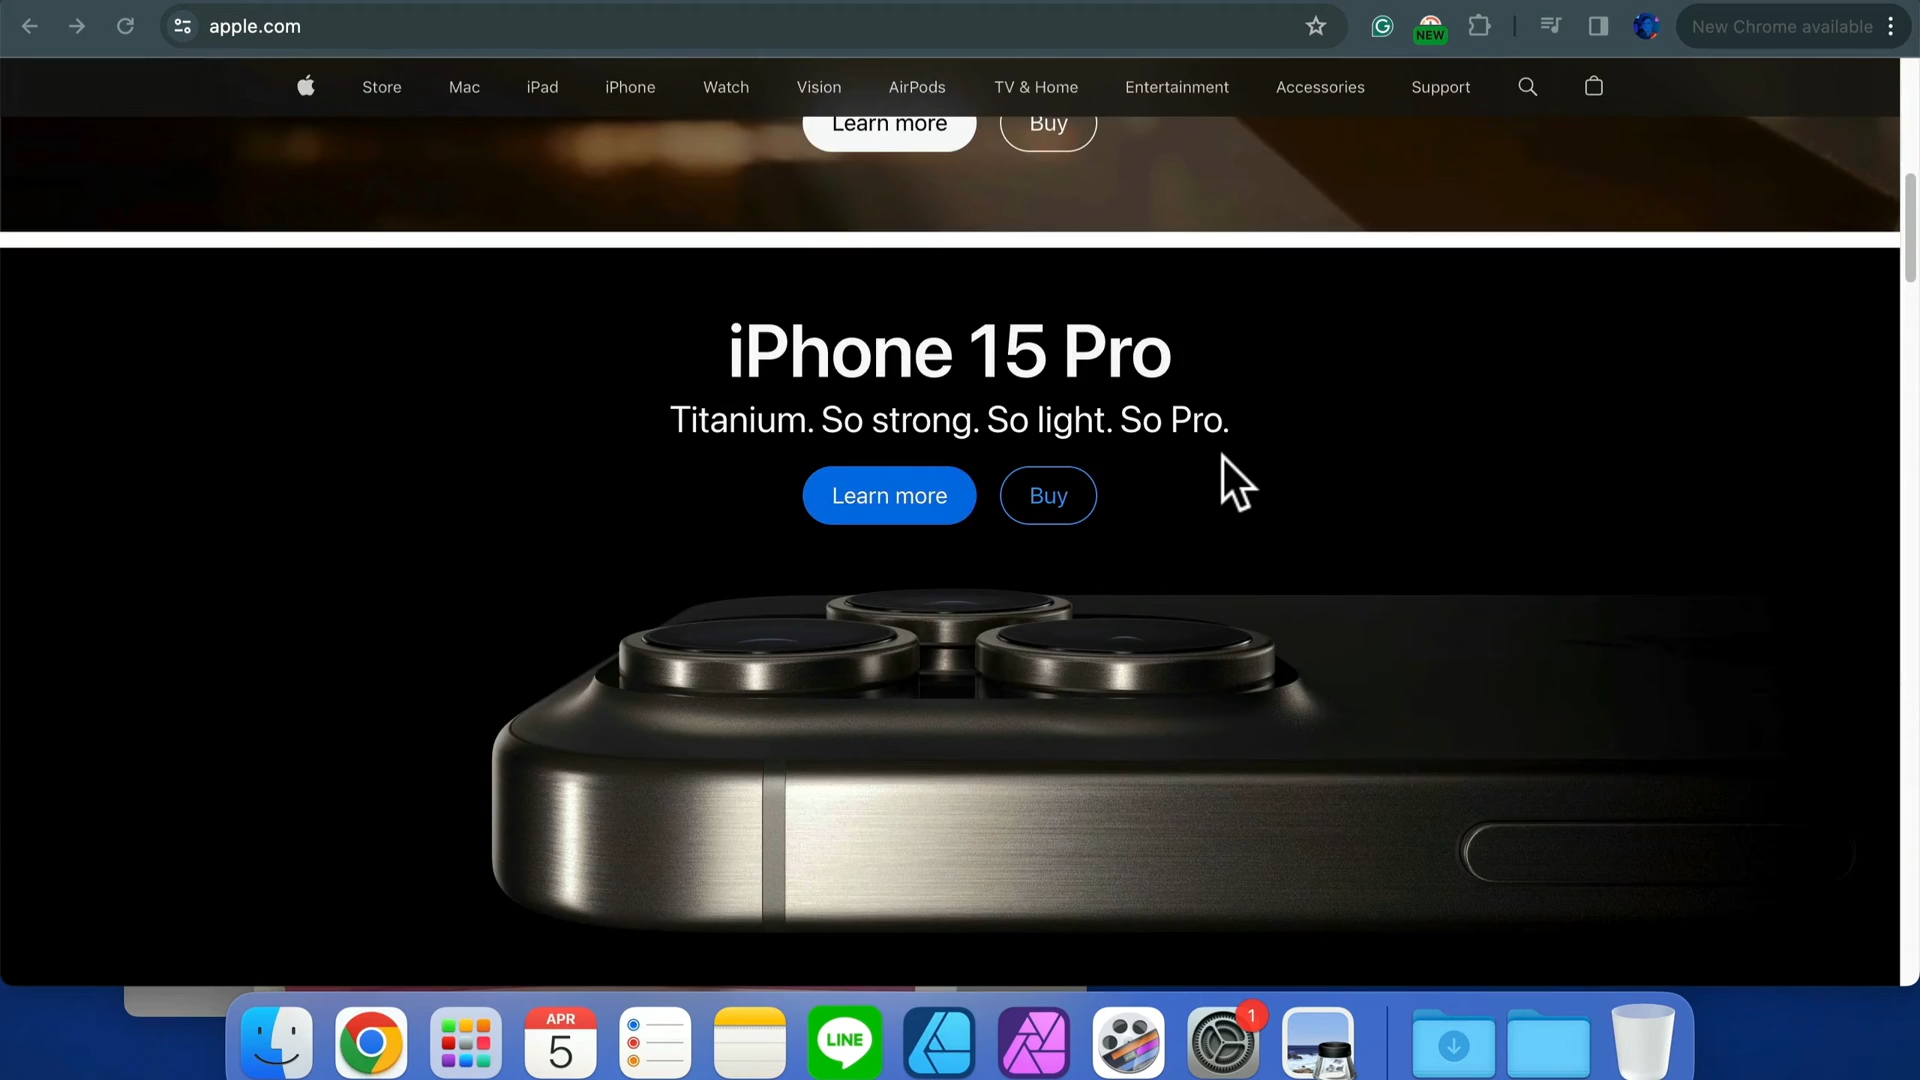 apple.com
NEW
New Chrome available
Store Mac iPad iPhone Watch Vision AirPods TV & Home Entertainment Accessories Support
Learn more Buy
iPhone 15 Pro
Titanium. So strong. So light. So Pro.
Learn more Buy
APR
5
LINE
1